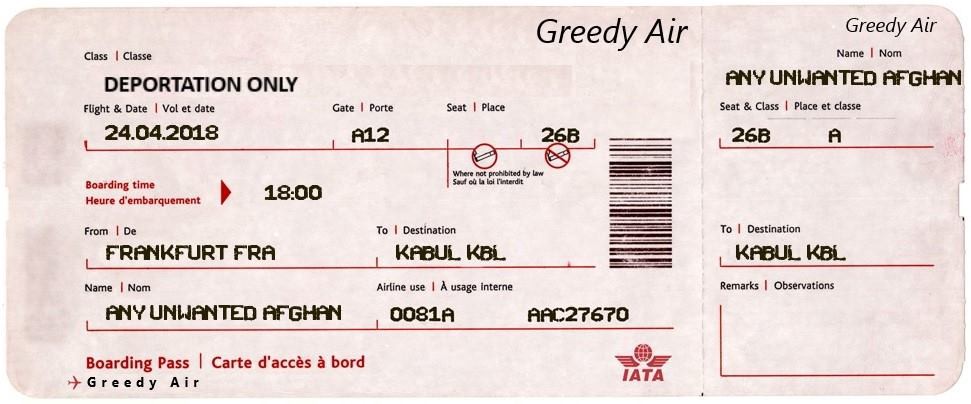 Greedy Air
Class | Classe
DEPORTATION ONLY
Flight & Date | Vol et date
Gate | Porte
Seat | Place
24.04.2018
A12
26B
Where not prohibited by law
Sauf où la loi l'interdit
Boarding time
Heure d'embarquement
18:00
From | De
To | Destination
FRANKFURT FRA
KABUL KBL
Name | Nom
Airline use | À usage interne
ANY UNWANTED AFGHAN
0081A
AAC27670
Boarding Pass | Carte d'accès à bord
Greedy Air
IATA
Greedy Air
Name | Nom
ANY UNWANTED AFGHAN
Seat & Class | Place et classe
26B
A
To | Destination
KABUL KBL
Remarks | Observations